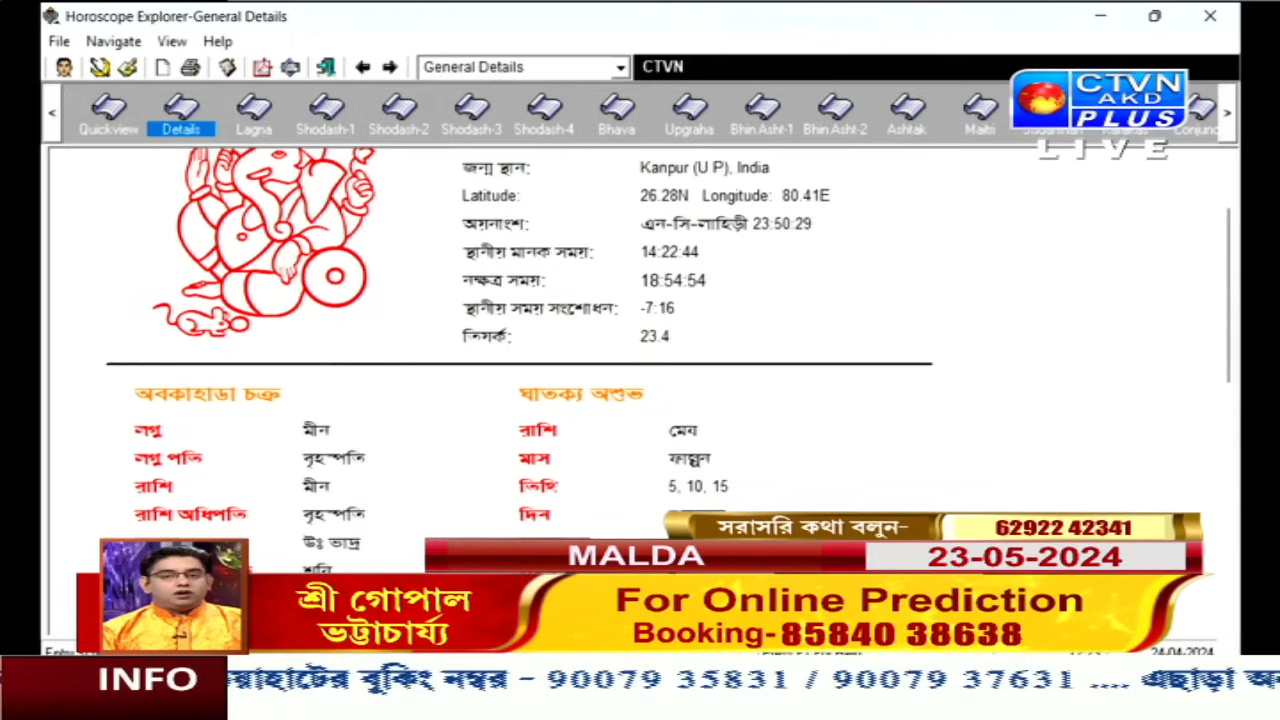 Horoscope Explorer-General Details
File Navigate View Help
General Details CTVN
Quickview Details Lagna Shodash-1 Shodash-2 Shodash-3 Shodash-4 Bhava Upgraha Bhin Asht-1 Bhin Asht-2 Ashtak Maitri
CTVN
AKD
PLUS
LIVE
জন্ম স্থান: Kanpur (U P), India
Latitude: 26.28N Longitude: 80.41E
অয়নাংশ: এন-সি-লাহিড়ী 23:50:29
স্থানীয় মানক সময়: 14:22:44
নক্ষত্র সময়: 18:54:54
স্থানীয় সময় সংশোধন: -7:16
তির্সক: 23.4
অবকাহাডা চক্র ঘাতক্য অশুভ
লগ্ন মীন রাশি মেষ
লগ্ন পতি বৃহস্পতি মাস ফাল্গুন
রাশি মীন তিথি 5, 10, 15
রাশি অধিপতি বৃহস্পতি দিন
উঃ ভাদ্র
শনি
সরাসরি কথা বলুন- 62922 42341
MALDA 23-05-2024
শ্রী গোপাল
ভট্টাচার্য্য
For Online Prediction
Booking-85840 38638
24-04-2024
INFO য়াহাটের বুকিং নম্বর - 90079 35831 / 90079 37631 .... এছাড়া